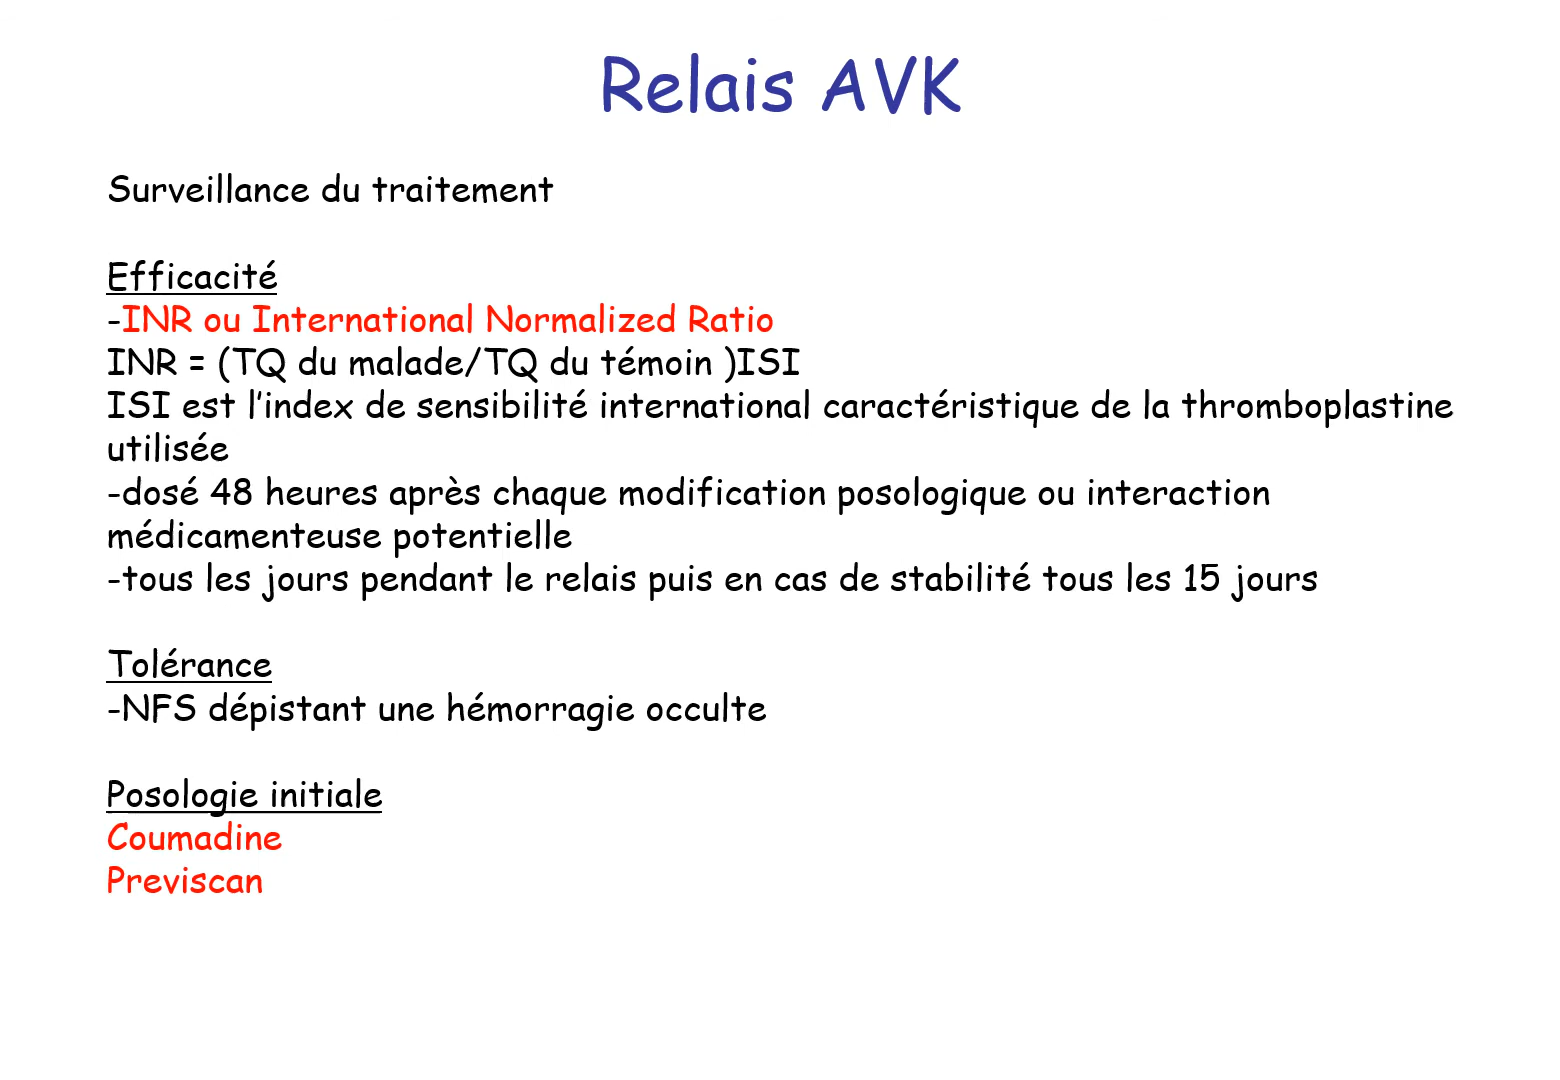 Relais AVK
Surveillance du traitement
Efficacité
-INR ou International Normalized Ratio
INR = (TQ du malade/TQ du témoin )ISI
ISI est l’index de sensibilité international caractéristique de la thromboplastine
utilisée
-dosé 48 heures après chaque modification posologique ou interaction
médicamenteuse potentielle
-tous les jours pendant le relais puis en cas de stabilité tous les 15 jours
Tolérance
-NFS dépistant une hémorragie occulte
Posologie initiale
Coumadine
Previscan